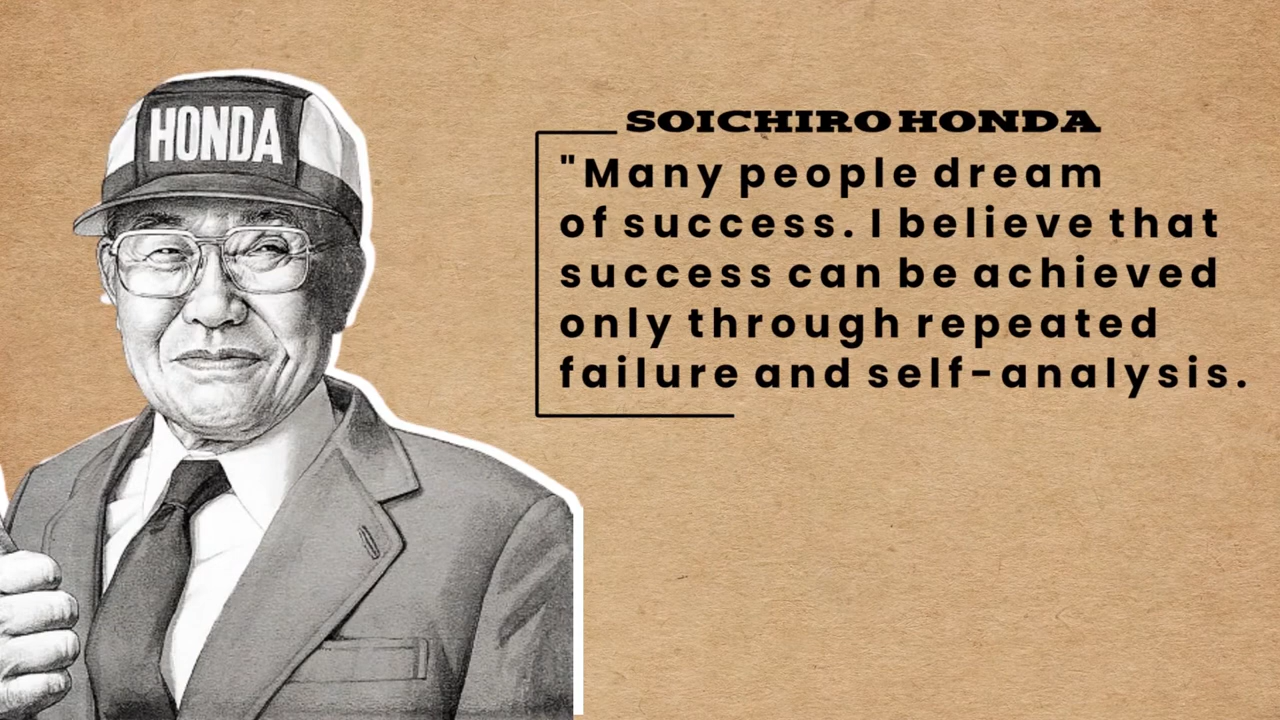 HONDA
SOICHIRO HONDA
"Many people dream
of success. I believe that
success can be achieved
only through repeated
failure and self-analysis.